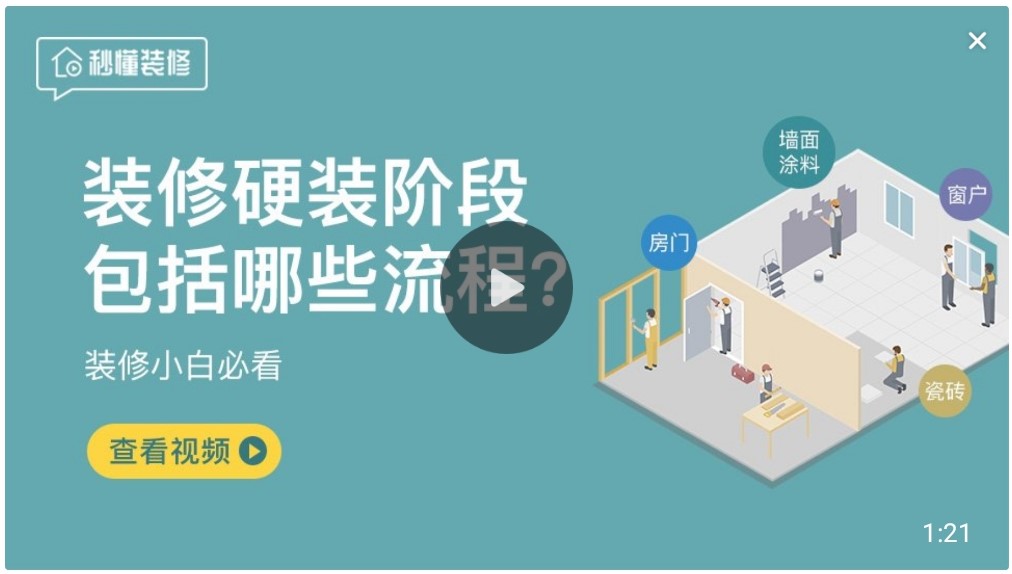 秒懂装修
装修硬装阶段
包括哪些流程?
装修小白必看
查看视频
墙面
涂料
窗户
房门
瓷砖
1:21